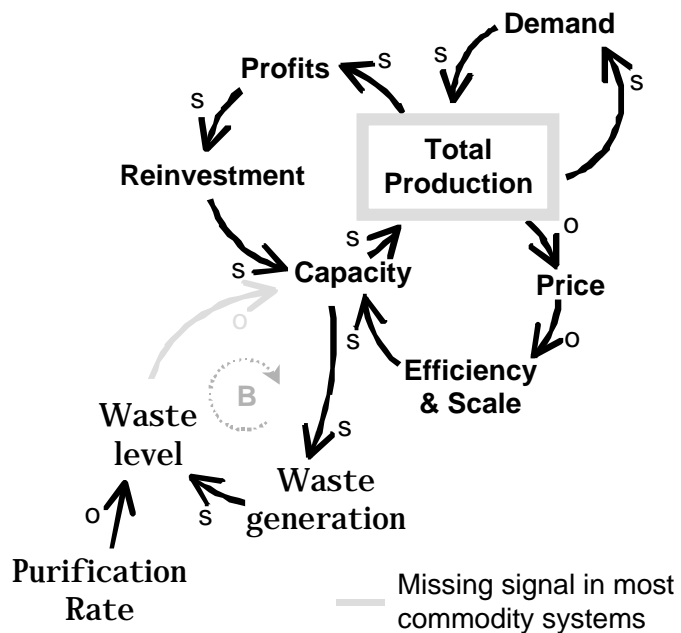 Demand
s
s
Profits
s
s
Total
Production
Reinvestment
o
s
s
Capacity
Price
o
s
o
Efficiency
& Scale
B
Waste
level
s
Waste
generation
s
o
Purification
Rate
Missing signal in most
commodity systems